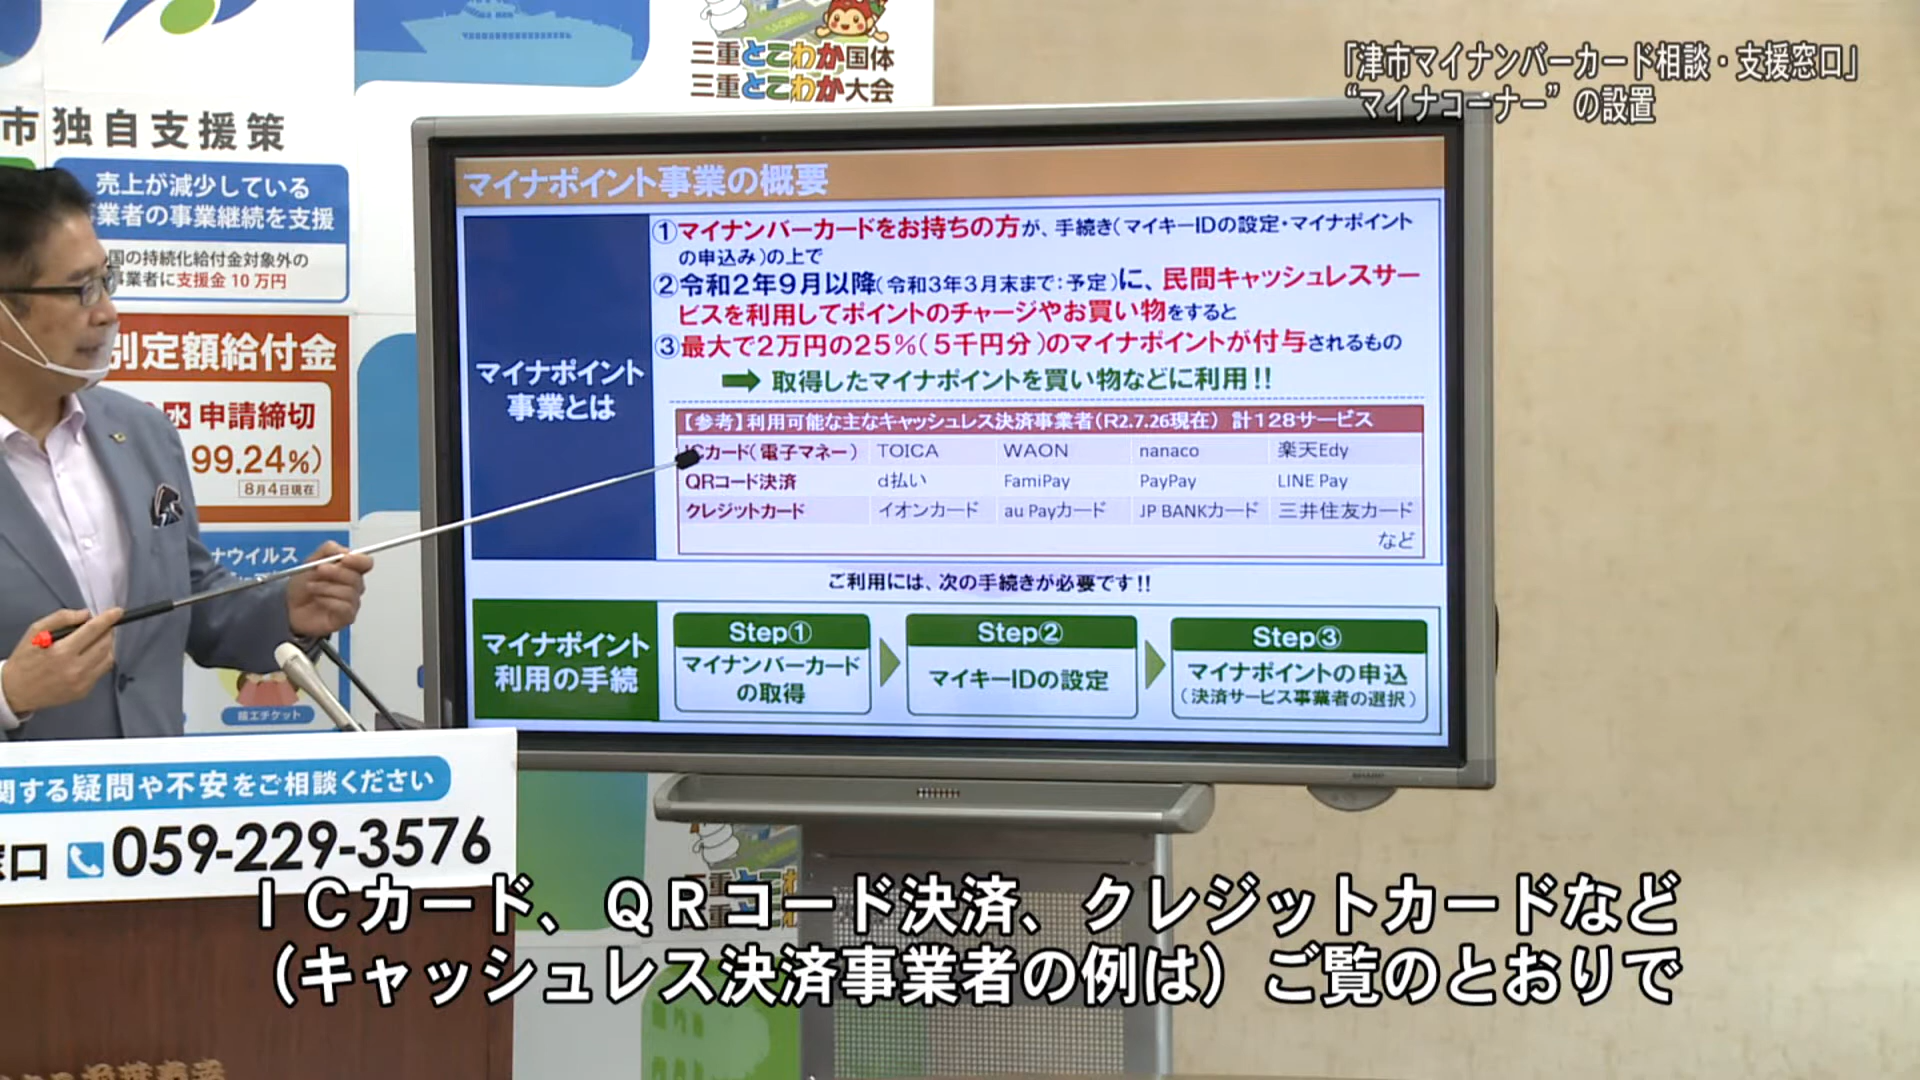 「津市マイナンバーカード相談・支援窓口」
“マイナコーナー”の設置
三重とこわか国体
三重とこわか大会
市独自支援策
売上が減少している
業者の事業継続を支援
国の持続化給付金対象外の
事業者に支援金10万円
別定額給付金
水 申請締切
99.24%)
8月4日現在
ナウイルス
マイナポイント事業の概要
マイナポイント
事業とは
①マイナンバーカードをお持ちの方が、手続き(マイキーIDの設定・マイナポイント
の申込み)の上で
②令和2年9月以降(令和3年3月末まで:予定)に、民間キャッシュレスサー
ビスを利用してポイントのチャージやお買い物をすると
③最大で2万円の25%(5千円分)のマイナポイントが付与されるもの
取得したマイナポイントを買い物などに利用!!
【参考】利用可能な主なキャッシュレス決済事業者(R2.7.26現在) 計128サービス
ICカード(電子マネー) TOICA WAON nanaco 楽天Edy
QRコード決済 d払い FamiPay PayPay LINE Pay
クレジットカード イオンカード au Payカード JP BANKカード 三井住友カード
など
ご利用には、次の手続きが必要です!!
マイナポイント
利用の手続
Step①
マイナンバーカード
の取得
Step②
マイキーIDの設定
Step③
マイナポイントの申込
(決済サービス事業者の選択)
SHARP
関する疑問や不安をご相談ください
窓口 059-229-3576
ICカード、QRコード決済、クレジットカードなど
(キャッシュレス決済事業者の例は)ご覧のとおりで